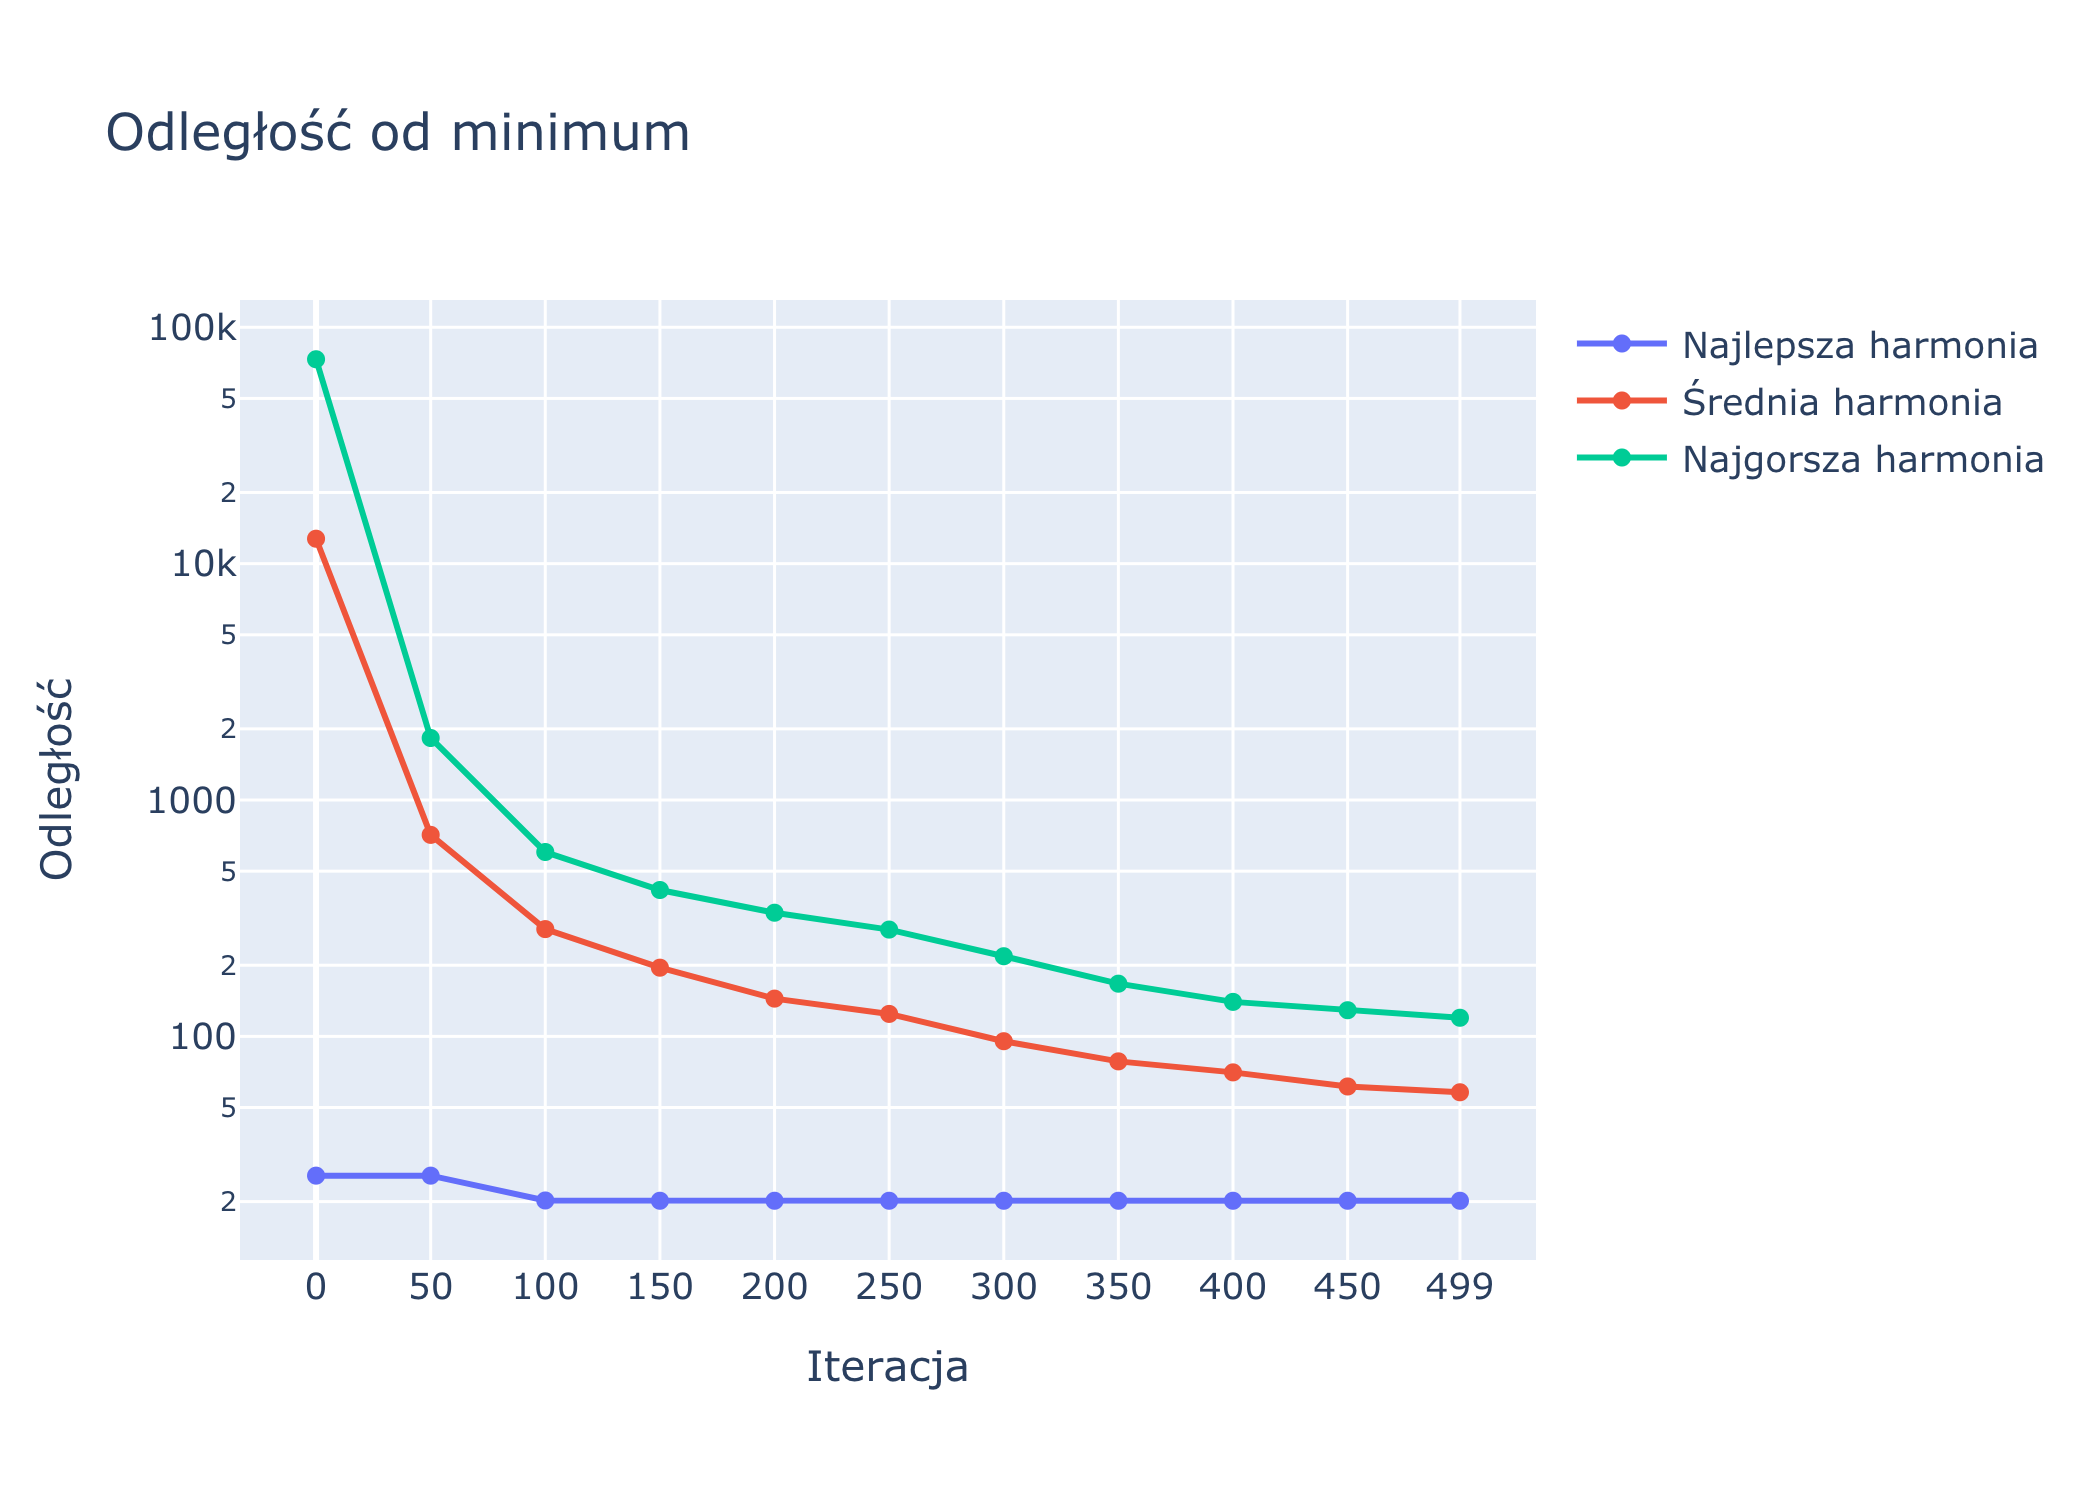 Odległość od minimum
Najlepsza harmonia
Średnia harmonia
Najgorsza harmonia
Odległość
100k
5
2
10k
5
2
1000
5
2
100
5
2
0 50 100 150 200 250 300 350 400 450 499
Iteracja